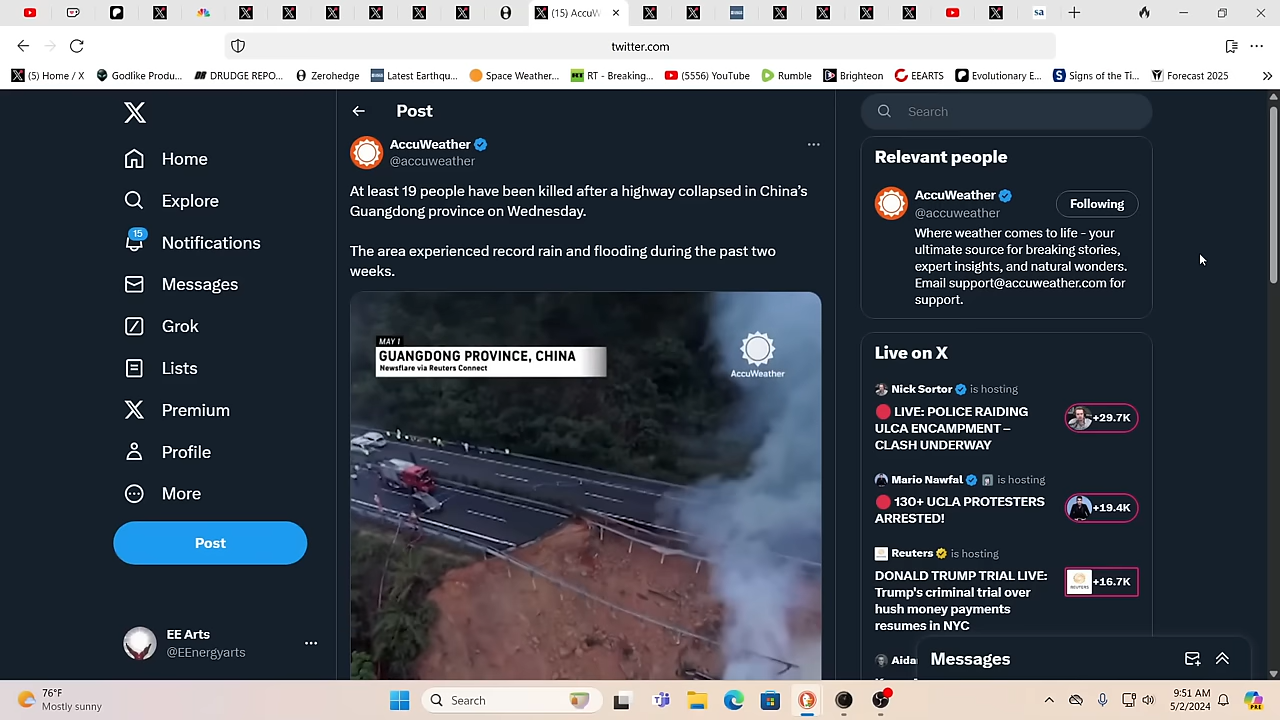 (15) AccuW
sa
twitter.com
(5) Home / X
Godlike Produ...
DRUDGE REPO...
Zerohedge
Latest Earthqu...
Space Weather...
RT - Breaking...
(5556) YouTube
Rumble
Brighteon
EEARTS
Evolutionary E...
Signs of the Ti...
Forecast 2025
Home
Explore
15
Notifications
Messages
Grok
Lists
Premium
Profile
More
Post
EE Arts
@EEnergyarts
Post
AccuWeather
@accuweather
At least 19 people have been killed after a highway collapsed in China's
Guangdong province on Wednesday.
The area experienced record rain and flooding during the past two
weeks.
MAY 1
GUANGDONG PROVINCE, CHINA
Newsflare via Reuters Connect
AccuWeather
Search
Relevant people
AccuWeather
@accuweather
Following
Where weather comes to life - your
ultimate source for breaking stories,
expert insights, and natural wonders.
Email support@accuweather.com for
support.
Live on X
Nick Sortor is hosting
LIVE: POLICE RAIDING
ULCA ENCAMPMENT –
CLASH UNDERWAY
+29.7K
Mario Nawfal is hosting
130+ UCLA PROTESTERS
ARRESTED!
+19.4K
Reuters is hosting
DONALD TRUMP TRIAL LIVE:
Trump's criminal trial over
hush money payments
resumes in NYC
REUTERS
+16.7K
Aida
Messages
76°F
Mostly sunny
Search
9:51 AM
5/2/2024
PRE